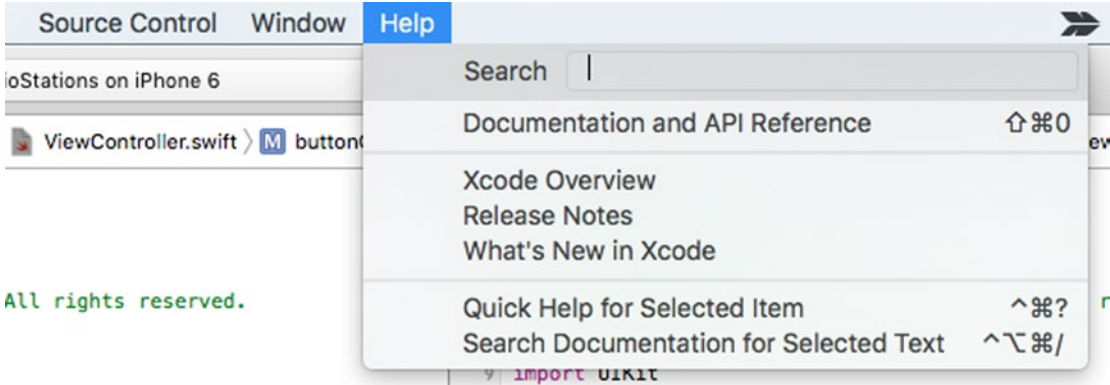 Source Control Window Help
Search
ioStations on iPhone 6
Documentation and API Reference ⇧⌘0
ViewController.swift 〉 M button
Xcode Overview
Release Notes
What's New in Xcode
All rights reserved.
Quick Help for Selected Item ^⌘?
Search Documentation for Selected Text ^⌥⌘/
9 import UIKit